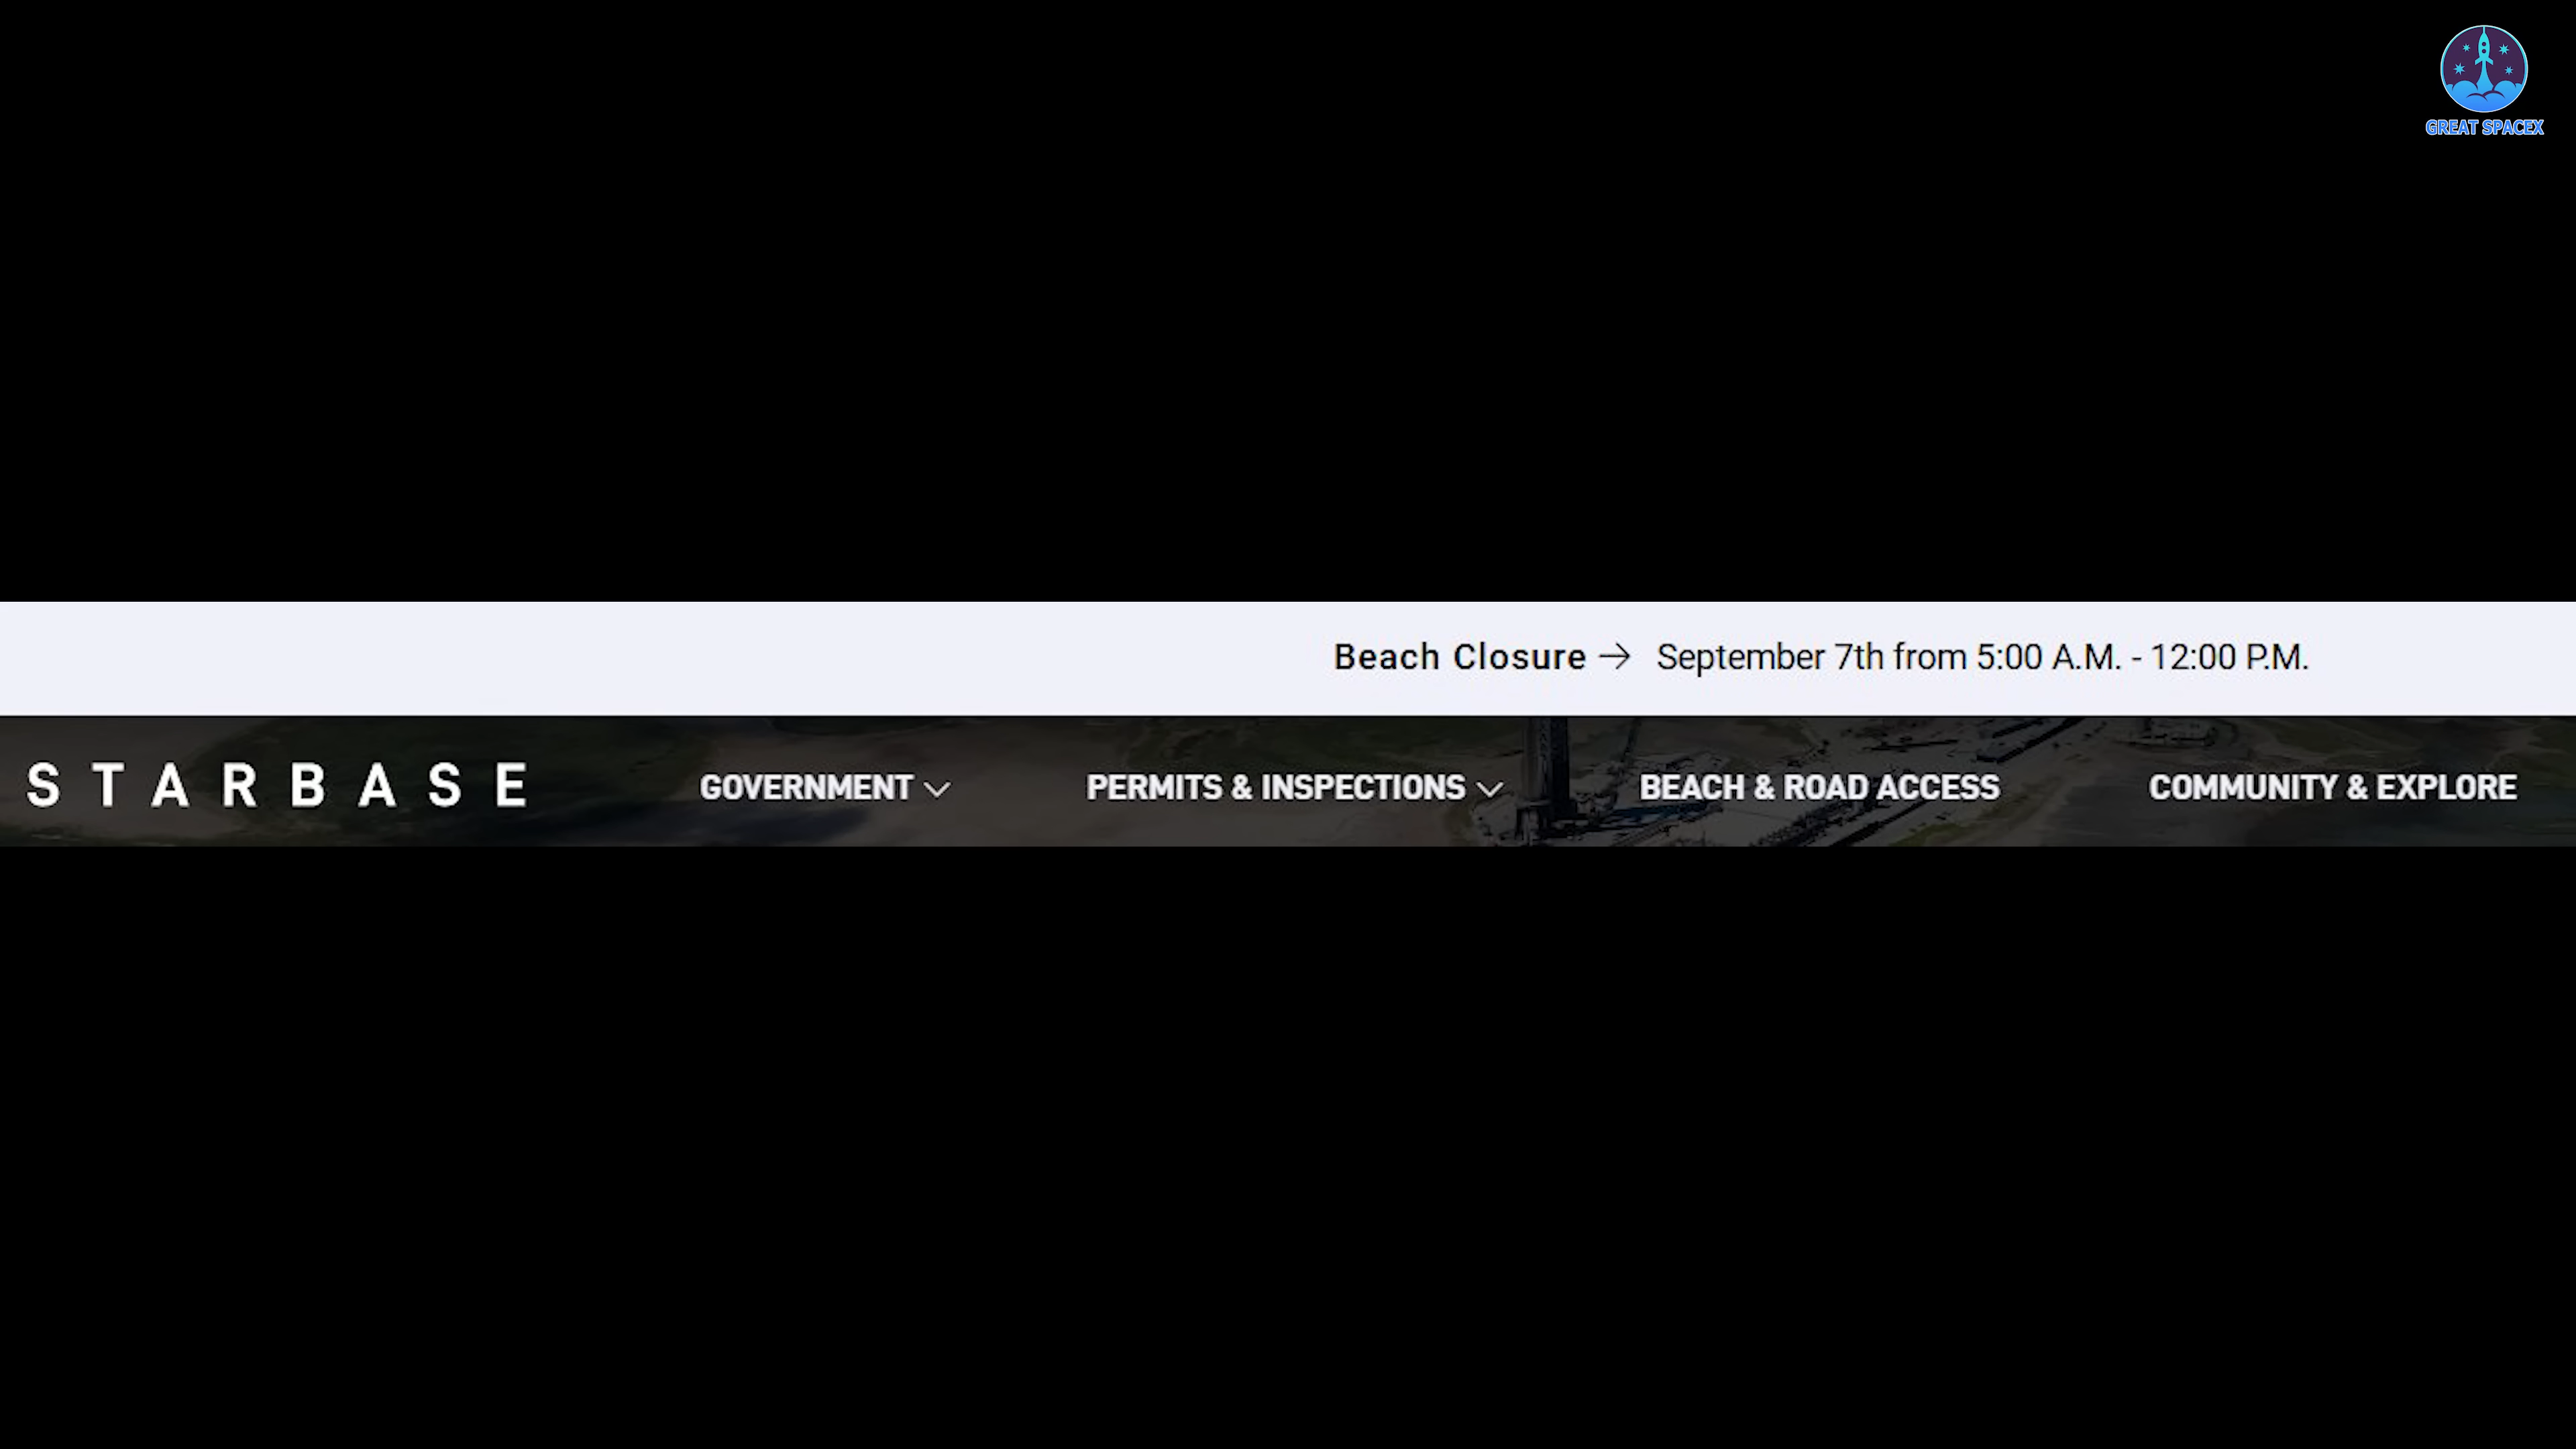 GREAT SPACEX
Beach Closure → September 7th from 5:00 A.M. - 12:00 P.M.
STARBASE GOVERNMENT PERMITS & INSPECTIONS BEACH & ROAD ACCESS COMMUNITY & EXPLORE